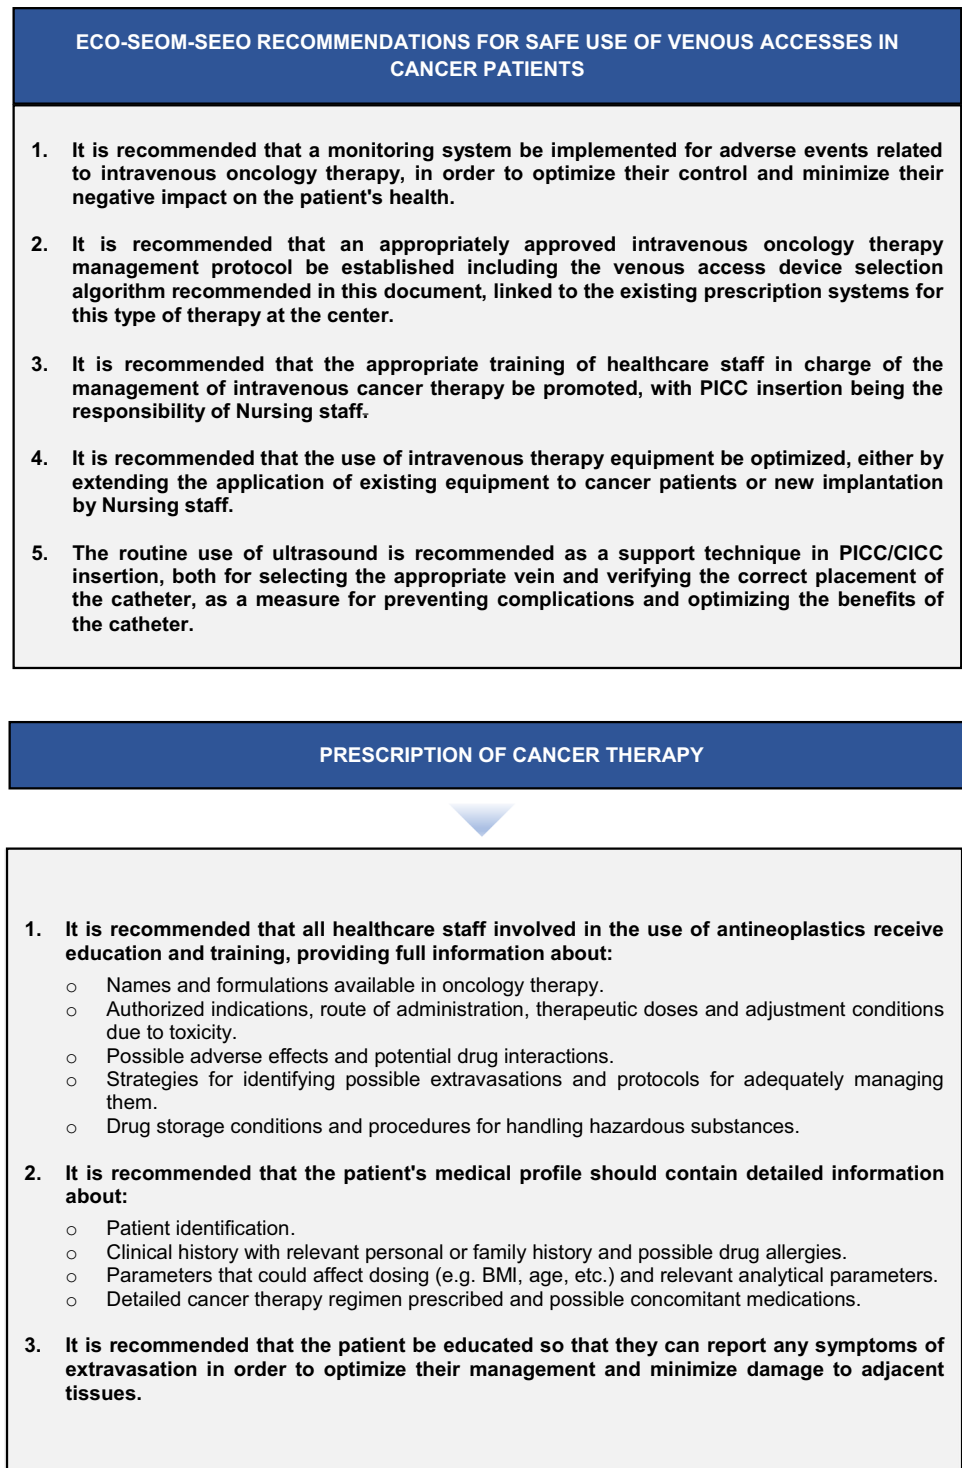 ECO-SEOM-SEEO RECOMMENDATIONS FOR SAFE USE OF VENOUS ACCESSES IN
CANCER PATIENTS
1. It is recommended that a monitoring system be implemented for adverse events related
to intravenous oncology therapy, in order to optimize their control and minimize their
negative impact on the patient's health.
2. It is recommended that an appropriately approved intravenous oncology therapy
management protocol be established including the venous access device selection
algorithm recommended in this document, linked to the existing prescription systems for
this type of therapy at the center.
3. It is recommended that the appropriate training of healthcare staff in charge of the
management of intravenous cancer therapy be promoted, with PICC insertion being the
responsibility of Nursing staff.
4. It is recommended that the use of intravenous therapy equipment be optimized, either by
extending the application of existing equipment to cancer patients or new implantation
by Nursing staff.
5. The routine use of ultrasound is recommended as a support technique in PICC/CICC
insertion, both for selecting the appropriate vein and verifying the correct placement of
the catheter, as a measure for preventing complications and optimizing the benefits of
the catheter.
PRESCRIPTION OF CANCER THERAPY
1. It is recommended that all healthcare staff involved in the use of antineoplastics receive
education and training, providing full information about:
o Names and formulations available in oncology therapy.
o Authorized indications, route of administration, therapeutic doses and adjustment conditions
due to toxicity.
o Possible adverse effects and potential drug interactions.
o Strategies for identifying possible extravasations and protocols for adequately managing
them.
o Drug storage conditions and procedures for handling hazardous substances.
2. It is recommended that the patient's medical profile should contain detailed information
about:
o Patient identification.
o Clinical history with relevant personal or family history and possible drug allergies.
o Parameters that could affect dosing (e.g. BMI, age, etc.) and relevant analytical parameters.
o Detailed cancer therapy regimen prescribed and possible concomitant medications.
3. It is recommended that the patient be educated so that they can report any symptoms of
extravasation in order to optimize their management and minimize damage to adjacent
tissues.